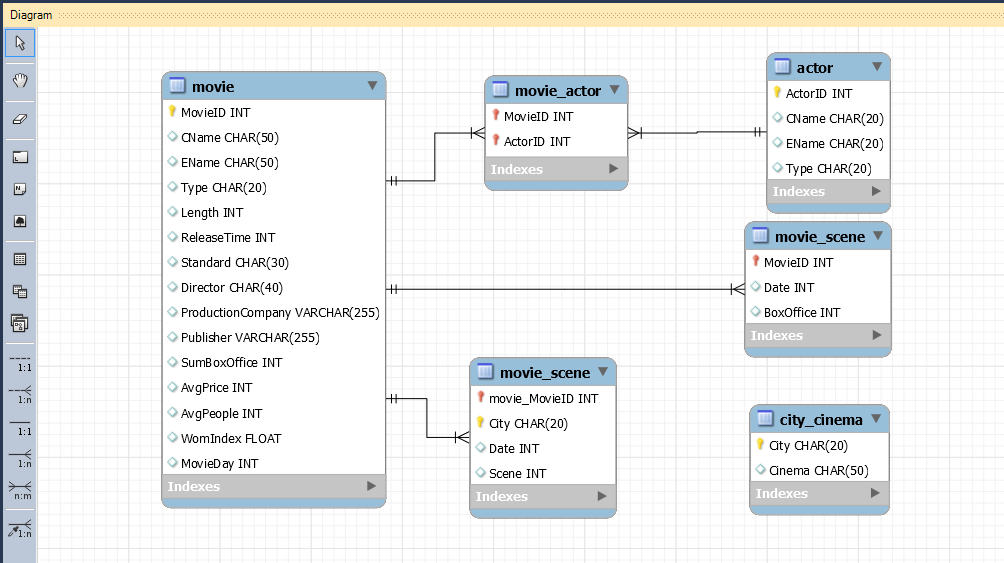 Diagram
movie
MovieID INT
CName CHAR(50)
EName CHAR(50)
Type CHAR(20)
Length INT
ReleaseTime INT
Standard CHAR(30)
Director CHAR(40)
ProductionCompany VARCHAR(255)
Publisher VARCHAR(255)
SumBoxOffice INT
AvgPrice INT
AvgPeople INT
WomIndex FLOAT
MovieDay INT
Indexes
movie_actor
MovieID INT
ActorID INT
Indexes
actor
ActorID INT
CName CHAR(20)
EName CHAR(20)
Type CHAR(20)
Indexes
movie_scene
MovieID INT
Date INT
BoxOffice INT
Indexes
movie_scene
movie_MovieID INT
City CHAR(20)
Date INT
Scene INT
Indexes
city_cinema
City CHAR(20)
Cinema CHAR(50)
Indexes
1:1
1:n
1:1
1:n
n:m
1:n